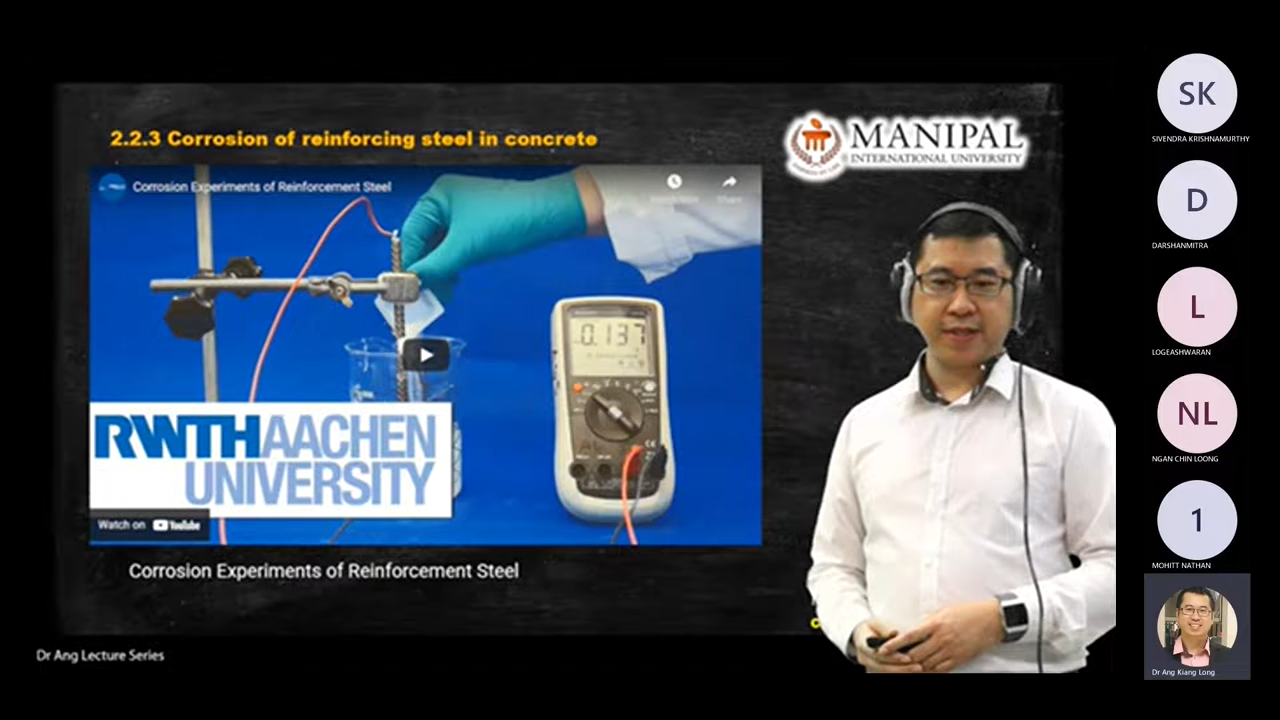 2.2.3 Corrosion of reinforcing steel in concrete
MANIPAL
INTERNATIONAL UNIVERSITY
Corrosion Experiments of Reinforcement Steel
Share
0.137
RWTHAACHEN
UNIVERSITY
Watch on YouTube
Corrosion Experiments of Reinforcement Steel
Dr Ang Lecture Series
SK
SIVENDRA KRISHNAMURTHY
D
DARSHANMITRA
L
LOGEASHWARAN
NL
NGAN CHIN LOONG
1
MOHITT NATHAN
Dr Ang Kiang Long